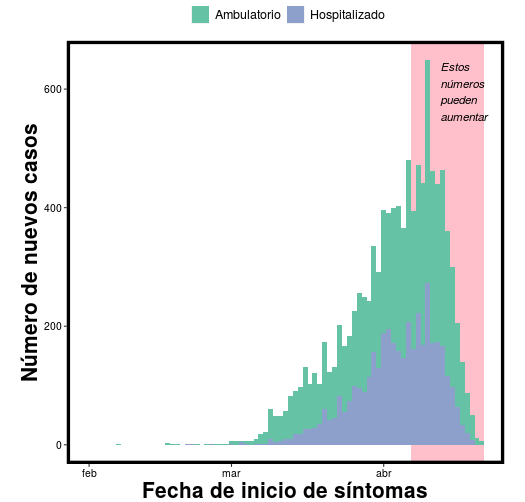 Ambulatorio Hospitalizado
Estos
números
pueden
aumentar
600
400
200
0
Número de nuevos casos
feb mar abr
Fecha de inicio de síntomas